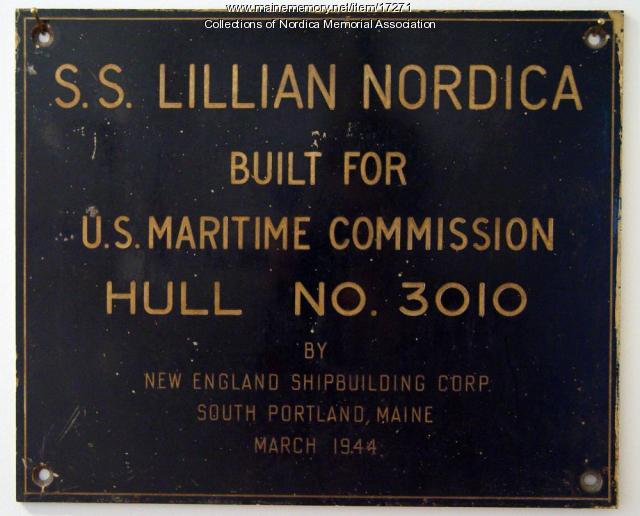 www.mainememory.net/item/17271
Collections of Nordica Memorial Association
S.S. LILLIAN NORDICA
BUILT FOR
U.S. MARITIME COMMISSION
HULL NO. 3010
BY
NEW ENGLAND SHIPBUILDING CORP.
SOUTH PORTLAND, MAINE
MARCH 1944